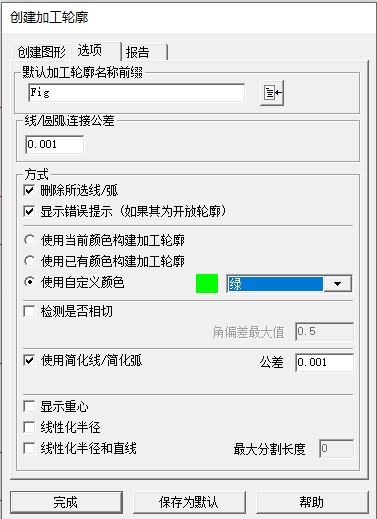 创建加工轮廓
创建图形 选项 报告
默认加工轮廓名称前缀
Fig
线/圆弧连接公差
0.001
方式
删除所选线/弧
显示错误提示（如果其为开放轮廓）
使用当前颜色构建加工轮廓
使用已有颜色构建加工轮廓
使用自定义颜色 绿
检测是否相切
角偏差最大值 0.5
使用简化线/简化弧 公差 0.001
显示重心
线性化半径
线性化半径和直线 最大分割长度 0
完成 保存为默认 帮助